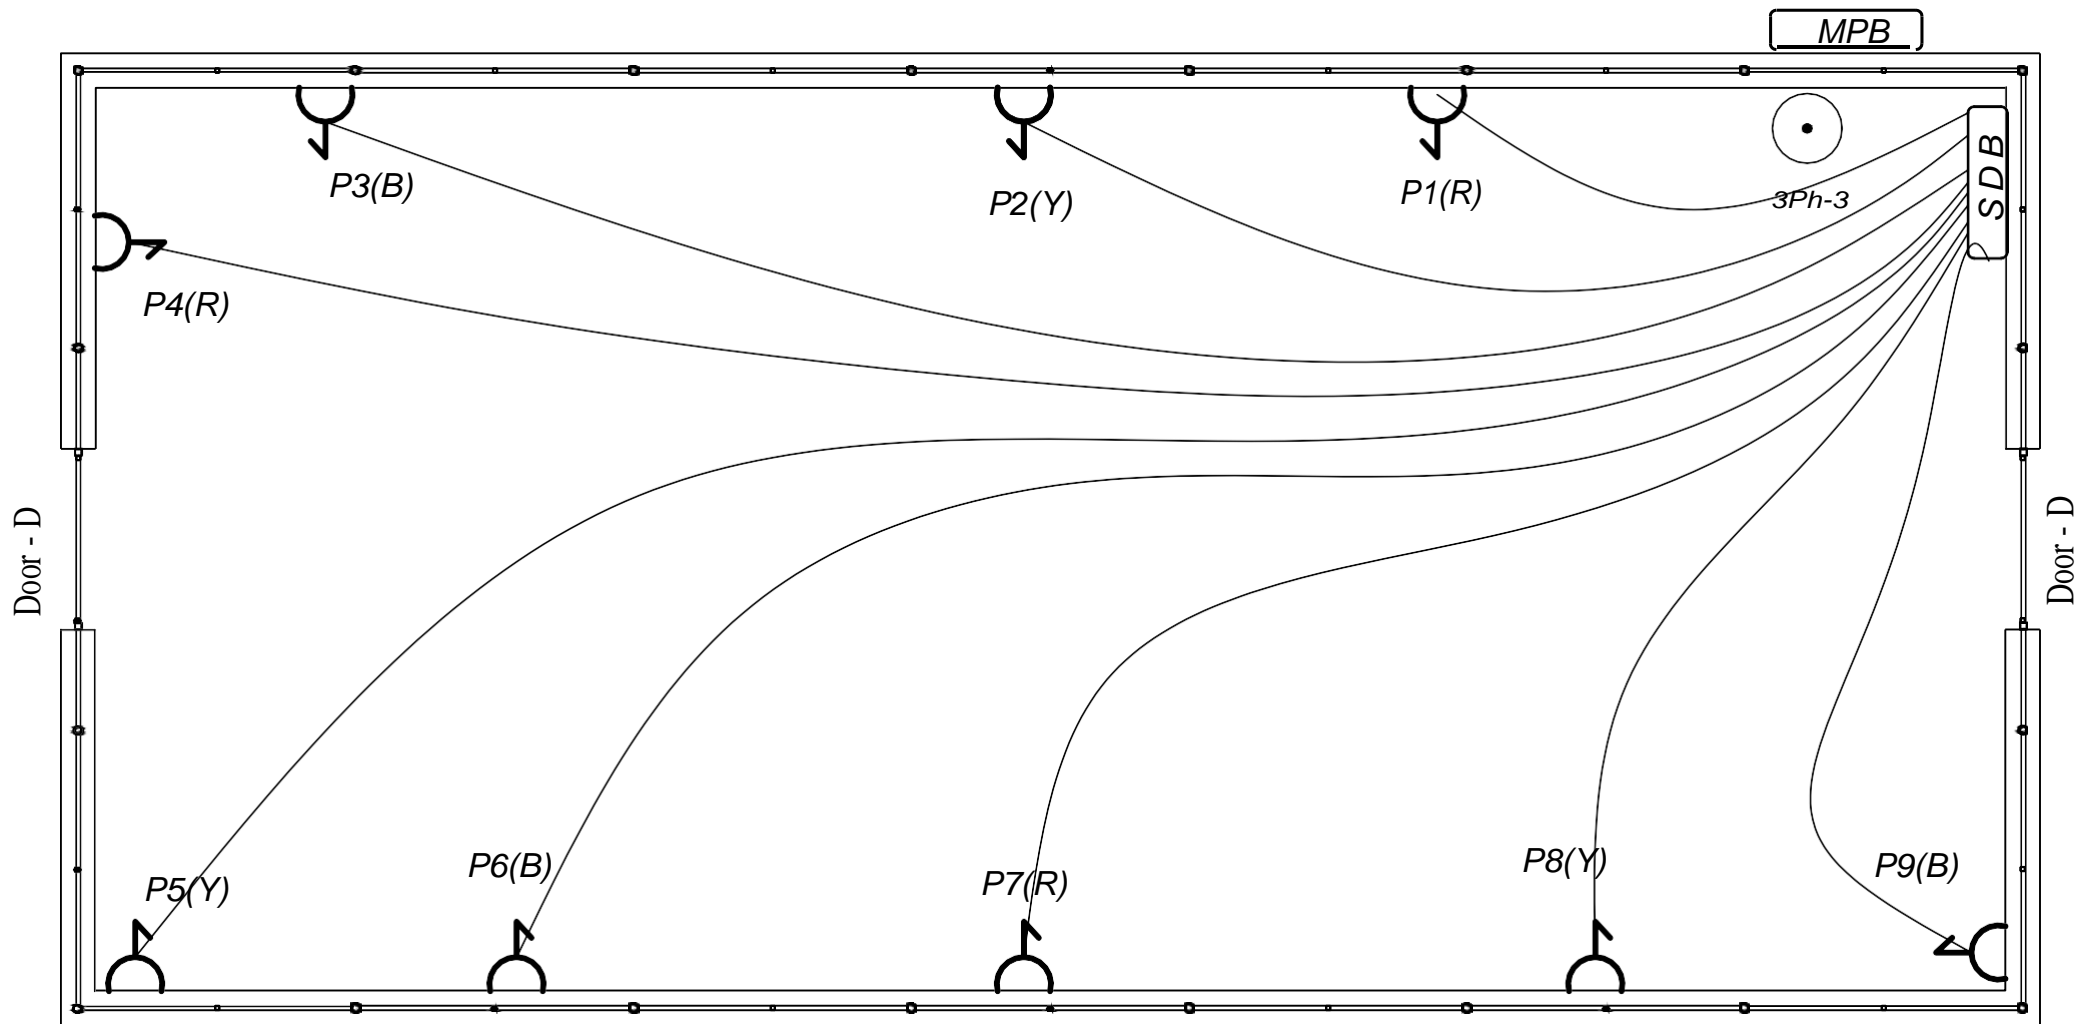 MPB
P3(B)
P2(Y)
P1(R)
3Ph-3
SDB
P4(R)
Door - D
Door - D
P5(Y)
P6(B)
P7(R)
P8(Y)
P9(B)